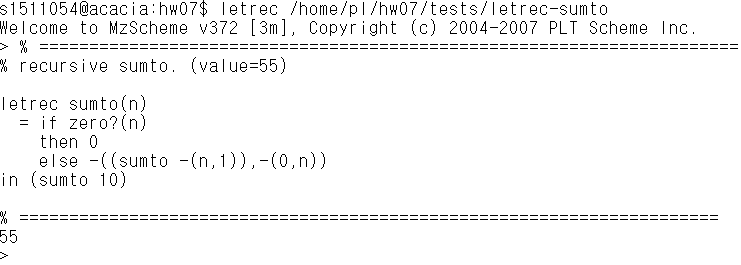 s1511054@acacia:hw07$ letrec /home/pl/hw07/tests/letrec-sumto
Welcome to MzScheme v372 [3m], Copyright (c) 2004-2007 PLT Scheme Inc.
> % ======================================================================
% recursive sumto. (value=55)
letrec sumto(n)
  = if zero?(n)
    then 0
    else -((sumto -(n,1)),-(0,n))
in (sumto 10)
% ======================================================================
55
>